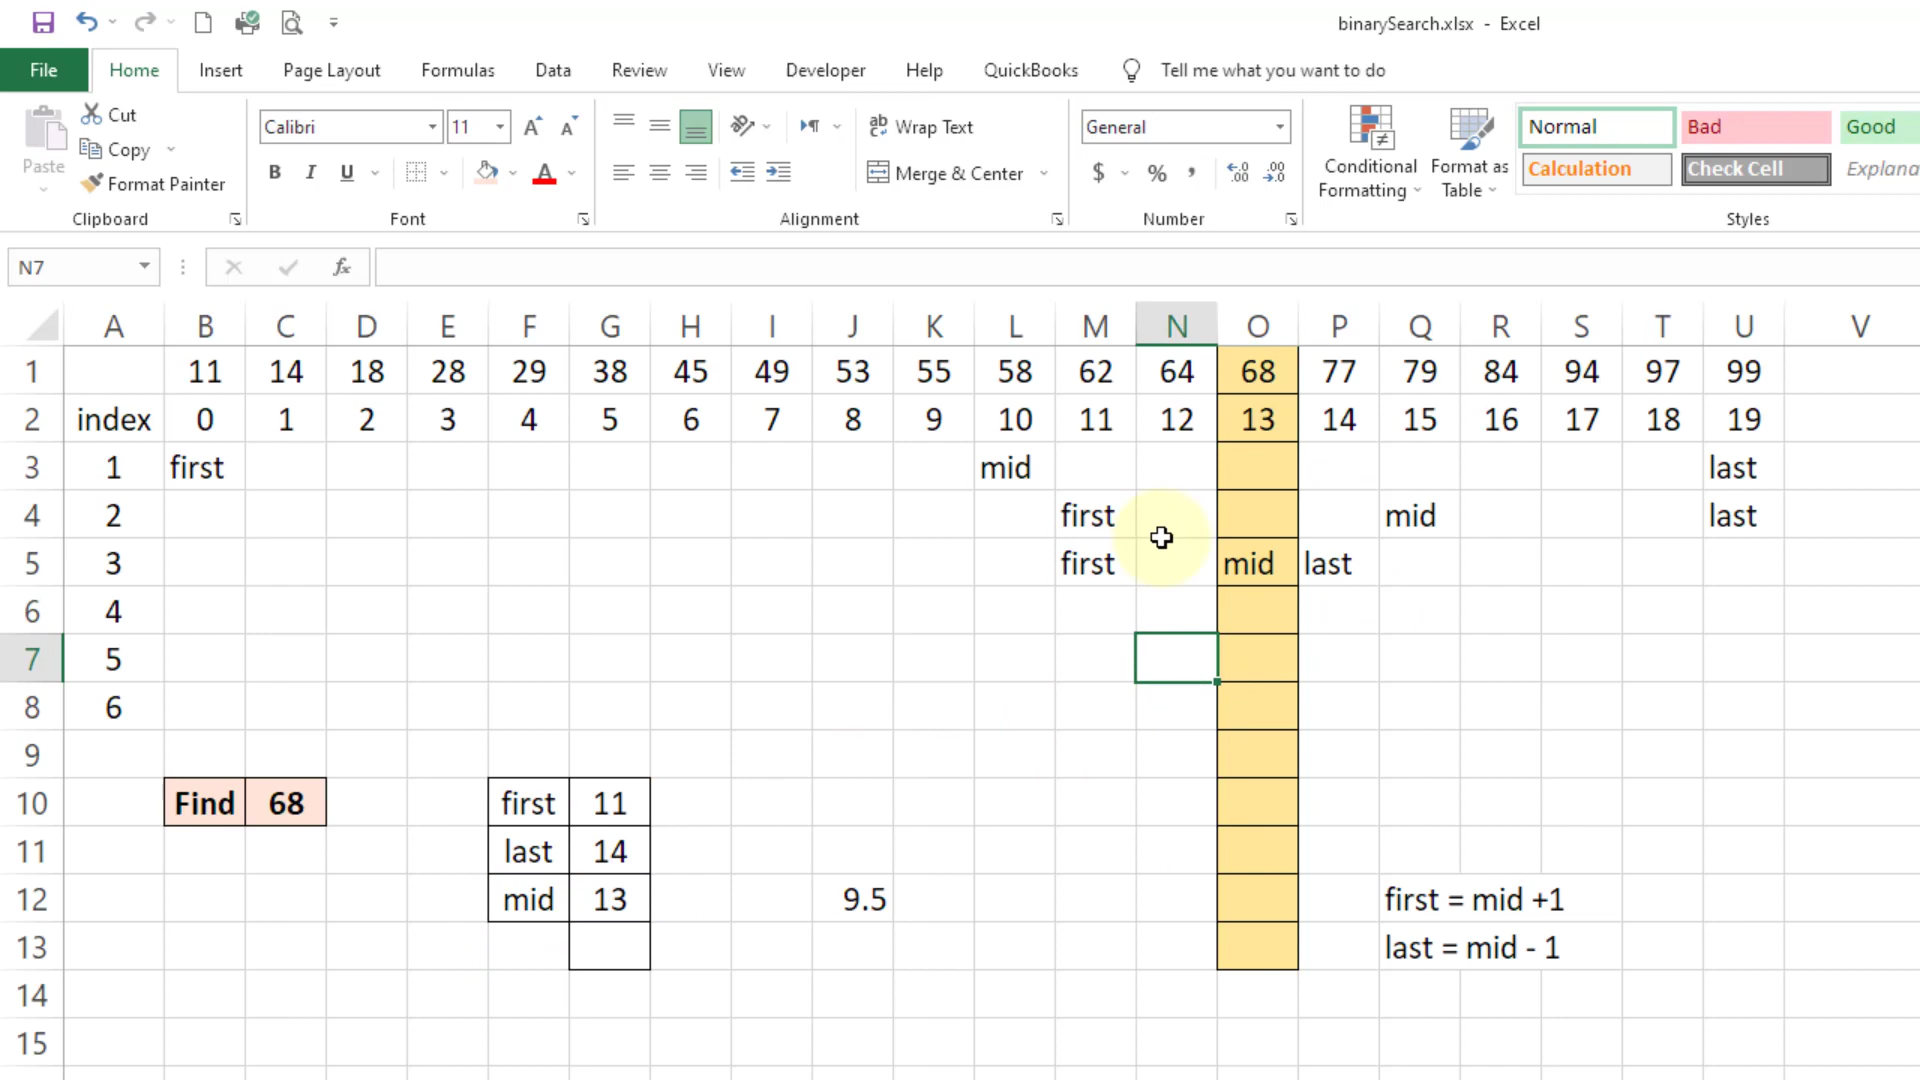 binarySearch.xlsx - Excel
File Home Insert Page Layout Formulas Data Review View Developer Help QuickBooks Tell me what you want to do
Paste
Cut
Copy
Format Painter
Clipboard
Calibri 11
B I U
Font
Wrap Text
Merge & Center
Alignment
General
$ % ,
Number
Conditional Formatting
Format as Table
Normal Bad Good
Calculation Check Cell Explana
Styles
N7 fx
A B C D E F G H I J K L M N O P Q R S T U V
1 11 14 18 28 29 38 45 49 53 55 58 62 64 68 77 79 84 94 97 99
2 index 0 1 2 3 4 5 6 7 8 9 10 11 12 13 14 15 16 17 18 19
3 1 first mid last
4 2 first mid last
5 3 first mid last
6 4
7 5
8 6
9
10 Find 68 first 11
11 last 14
12 mid 13 9.5 first = mid +1
13 last = mid - 1
14
15